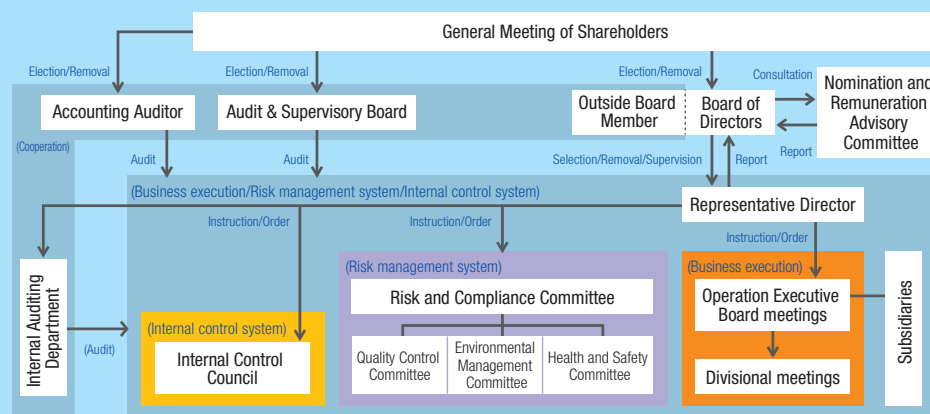 General Meeting of Shareholders
Election/Removal
Election/Removal
Election/Removal
Consultation
Accounting Auditor
Audit & Supervisory Board
Outside Board
Member
Board of
Directors
Nomination and
Remuneration
Advisory
Committee
(Cooperation)
Audit
Audit
Selection/Removal/Supervision
Report
Report
(Business execution/Risk management system/Internal control system)
Representative Director
Instruction/Order
Instruction/Order
Instruction/Order
Internal Auditing
Department
(Audit)
(Internal control system)
Internal Control
Council
(Risk management system)
Risk and Compliance Committee
Quality Control
Committee
Environmental
Management
Committee
Health and Safety
Committee
(Business execution)
Operation Executive
Board meetings
Divisional meetings
Subsidiaries